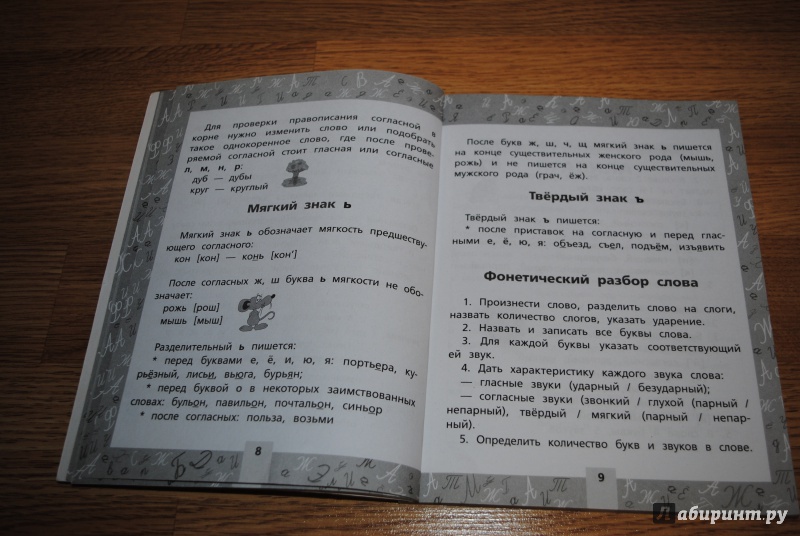 Для проверки правописания согласной в
корне нужно изменить слово или подобрать
такое однокоренное слово, где после прове-
ряемой согласной стоит гласная или согласные
л, м, н, р:
дуб — дубы
круг — круглый
Мягкий знак ь
Мягкий знак ь обозначает мягкость предшеству-
ющего согласного:
кон [кон] — конь [кон']
После согласных ж, ш буква ь мягкости не обо-
значает:
рожь [рош]
мышь [мыш]
Разделительный ь пишется:
* перед буквами е, ё, и, ю, я: портьера, ку-
рьёзный, лисьи, вьюга, бурьян;
* перед буквой о в некоторых заимствованных
словах: бульон, павильон, почтальон, синьор
* после согласных: польза, возьми
8
После букв ж, ш, ч, щ мягкий знак ь пишется
на конце существительных женского рода (мышь,
рожь) и не пишется на конце существительных
мужского рода (грач, ёж).
Твёрдый знак ъ
Твёрдый знак ъ пишется:
* после приставок на согласную и перед глас-
ными е, ё, ю, я: объезд, съел, подъём, изъявить
Фонетический разбор слова
1. Произнести слово, разделить слово на слоги,
назвать количество слогов, указать ударение.
2. Назвать и записать все буквы слова.
3. Для каждой буквы указать соответствующий
ей звук.
4. Дать характеристику каждого звука слова:
— гласные звуки (ударный / безударный);
— согласные звуки (звонкий / глухой (парный /
непарный), твёрдый / мягкий (парный / непар-
ный).
5. Определить количество букв и звуков в слове.
9
Лабиринт.ру